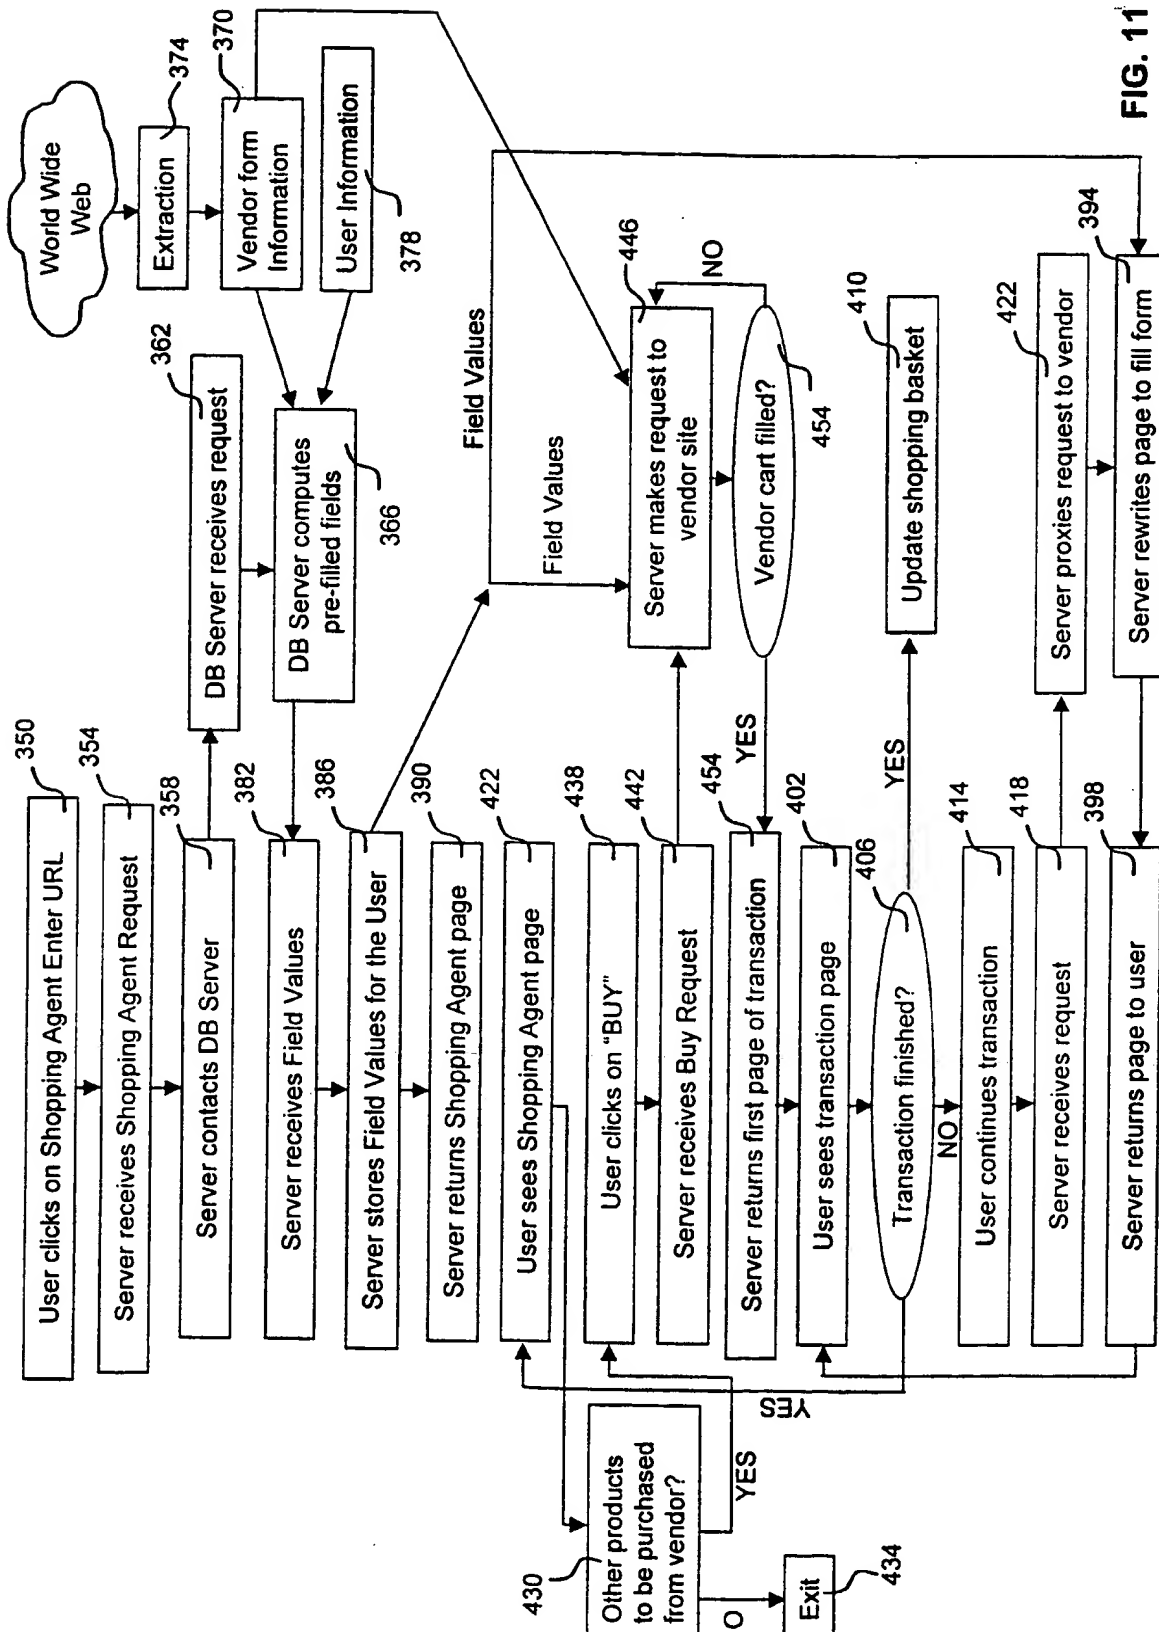 World Wide
Web
374
Extraction
370
Vendor form
Information
User Information
378
350
User clicks on Shopping Agent Enter URL
354
Server receives Shopping Agent Request
358
Server contacts DB Server
362
DB Server receives request
DB Server computes
pre-filled fields
366
382
Server receives Field Values
386
Server stores Field Values for the User
Field Values
Field Values
390
Server returns Shopping Agent page
422
User sees Shopping Agent page
430
Other products
to be purchased
from vendor?
YES
O
Exit
434
438
User clicks on "BUY"
442
Server receives Buy Request
446
Server makes request to
vendor site
NO
Vendor cart filled?
454
YES
454
Server returns first page of transaction
402
User sees transaction page
406
Transaction finished?
YES
YES
NO
410
Update shopping basket
414
User continues transaction
418
Server receives request
422
Server proxies request to vendor
394
Server rewrites page to fill form
398
Server returns page to user
FIG. 11